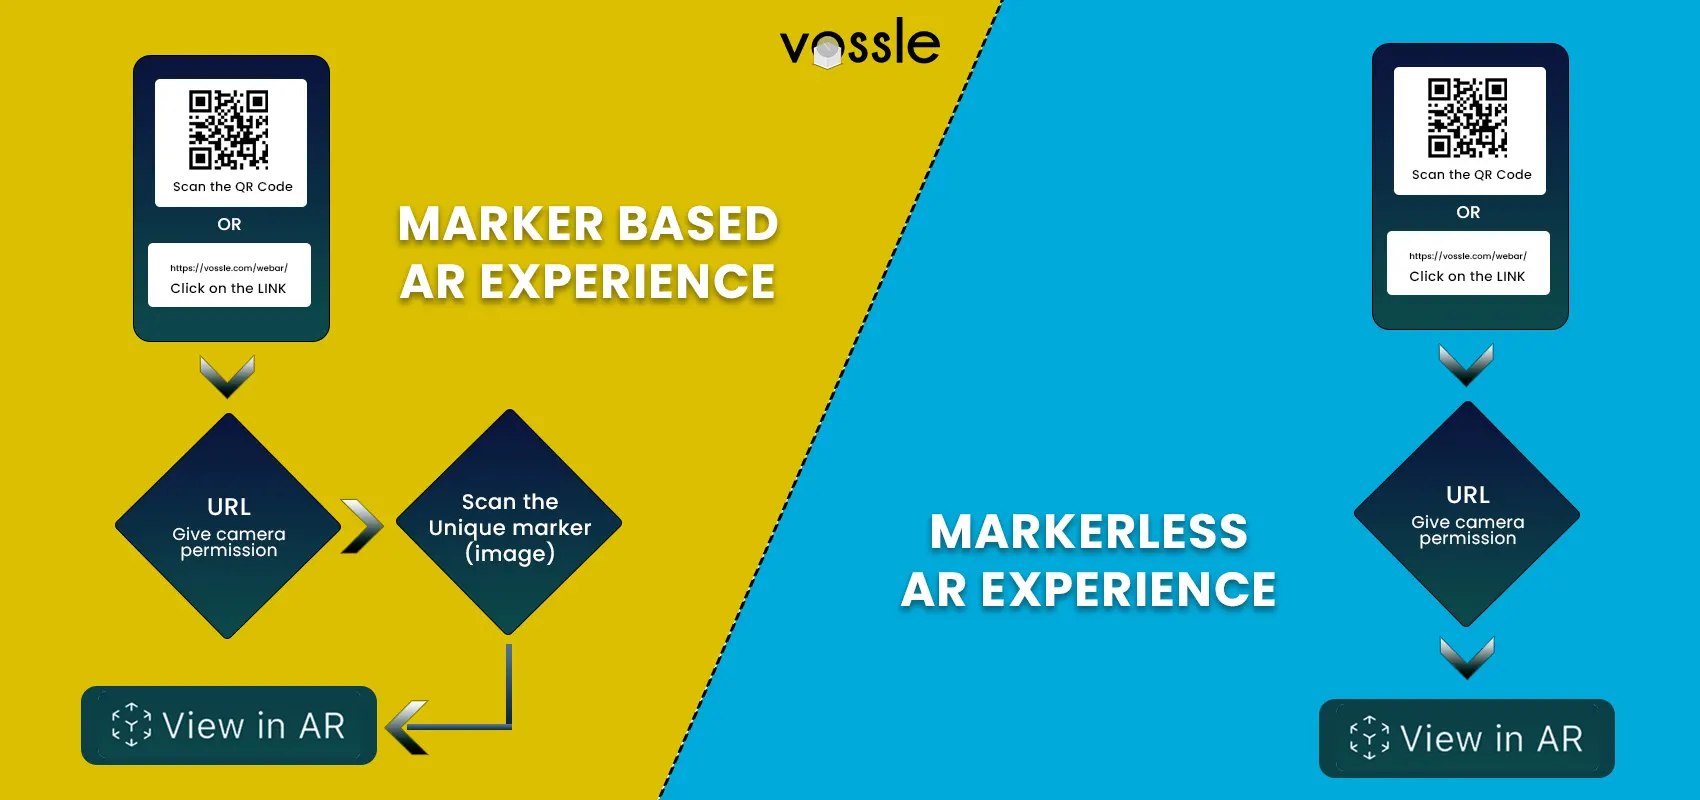 vossle
Scan the QR Code
OR
https://vossle.com/webar/
Click on the LINK
MARKER BASED
AR EXPERIENCE
URL
Give camera
permission
Scan the
Unique marker
(image)
View in AR
Scan the QR Code
OR
https://vossle.com/webar/
Click on the LINK
MARKERLESS
AR EXPERIENCE
URL
Give camera
permission
View in AR